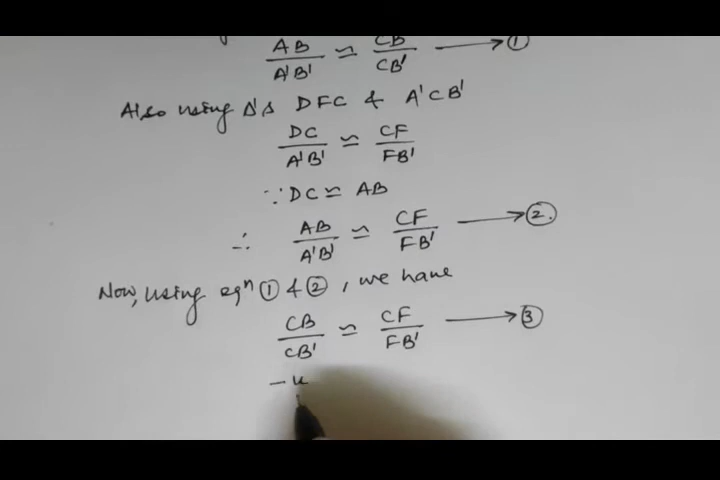 AB/A'B' ≃ CB/CB' ⟶ ①
Also using Δ's DFC & A'CB'
DC/A'B' ≃ CF/FB'
∵ DC ≃ AB
∴ AB/A'B' ≃ CF/FB' ⟶ ②.
Now, using eqⁿ ① & ②, we have
CB/CB' ≃ CF/FB' ⟶ ③
-u